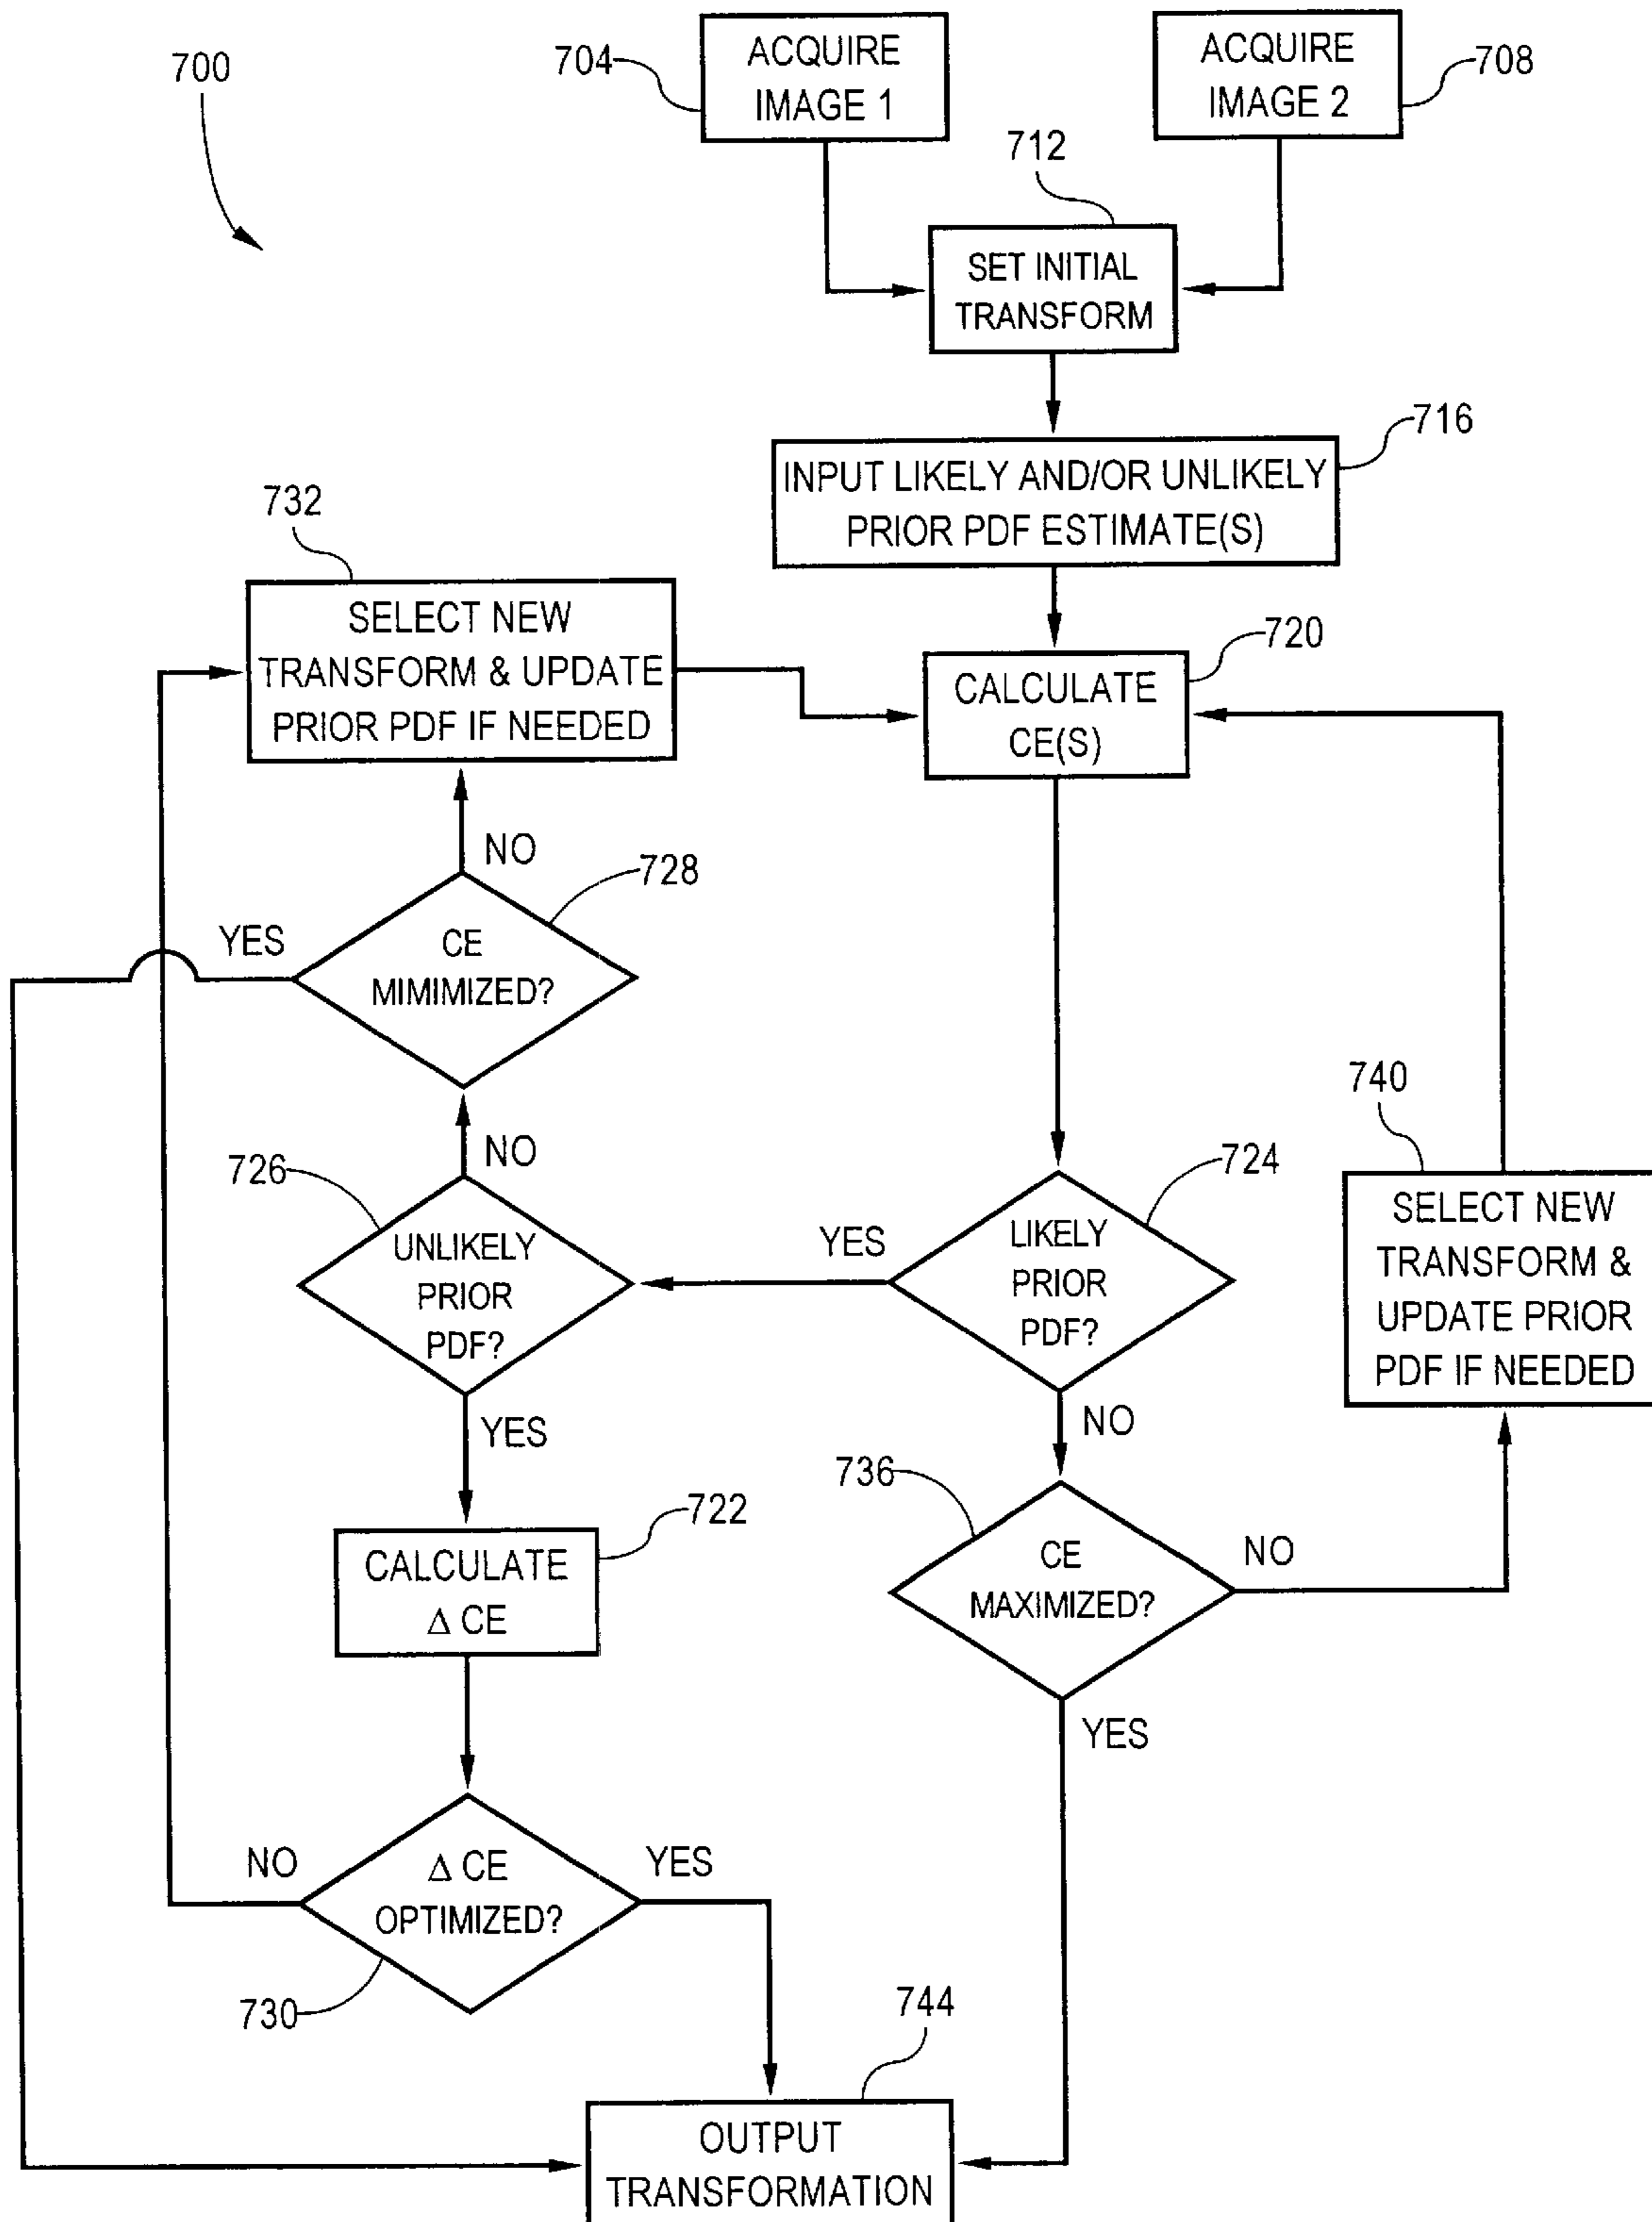 700
704
ACQUIRE
IMAGE 1
ACQUIRE
IMAGE 2
708
712
SET INITIAL
TRANSFORM
716
INPUT LIKELY AND/OR UNLIKELY
PRIOR PDF ESTIMATE(S)
732
SELECT NEW
TRANSFORM & UPDATE
PRIOR PDF IF NEEDED
720
CALCULATE
CE(S)
NO
728
YES
CE
MIMIMIZED?
740
SELECT NEW
TRANSFORM &
UPDATE PRIOR
PDF IF NEEDED
726
NO
UNLIKELY
PRIOR
PDF?
YES
724
LIKELY
PRIOR
PDF?
YES
NO
722
CALCULATE
Δ CE
736
CE
MAXIMIZED?
NO
YES
NO
Δ CE
OPTIMIZED?
YES
730
744
OUTPUT
TRANSFORMATION